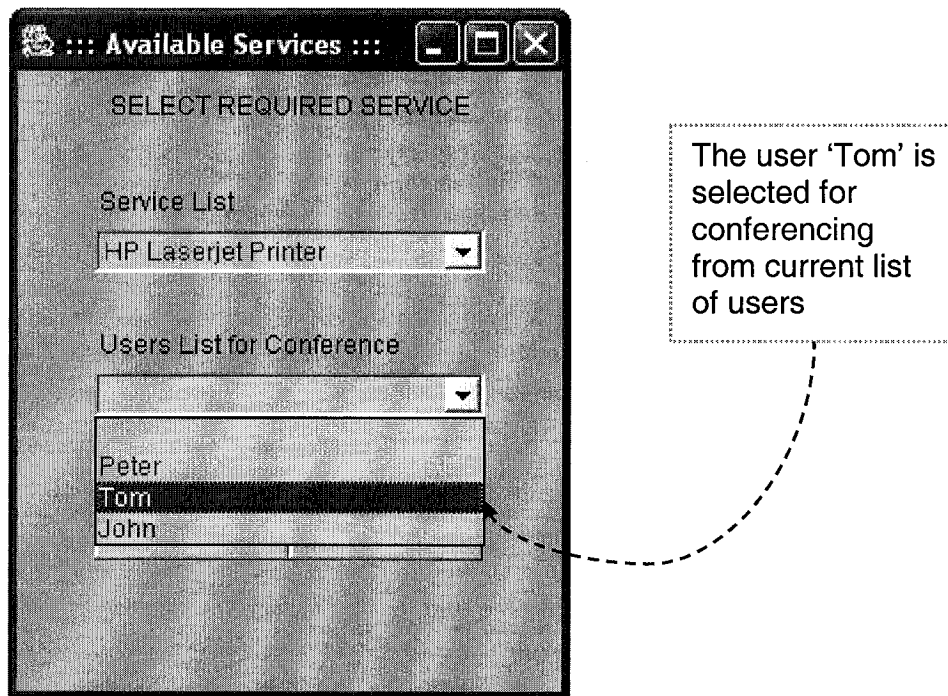 ::: Available Services :::
SELECT REQUIRED SERVICE
Service List
HP Laserjet Printer
Users List for Conference
Peter
Tom
John
The user ‘Tom’ is
selected for
conferencing
from current list
of users